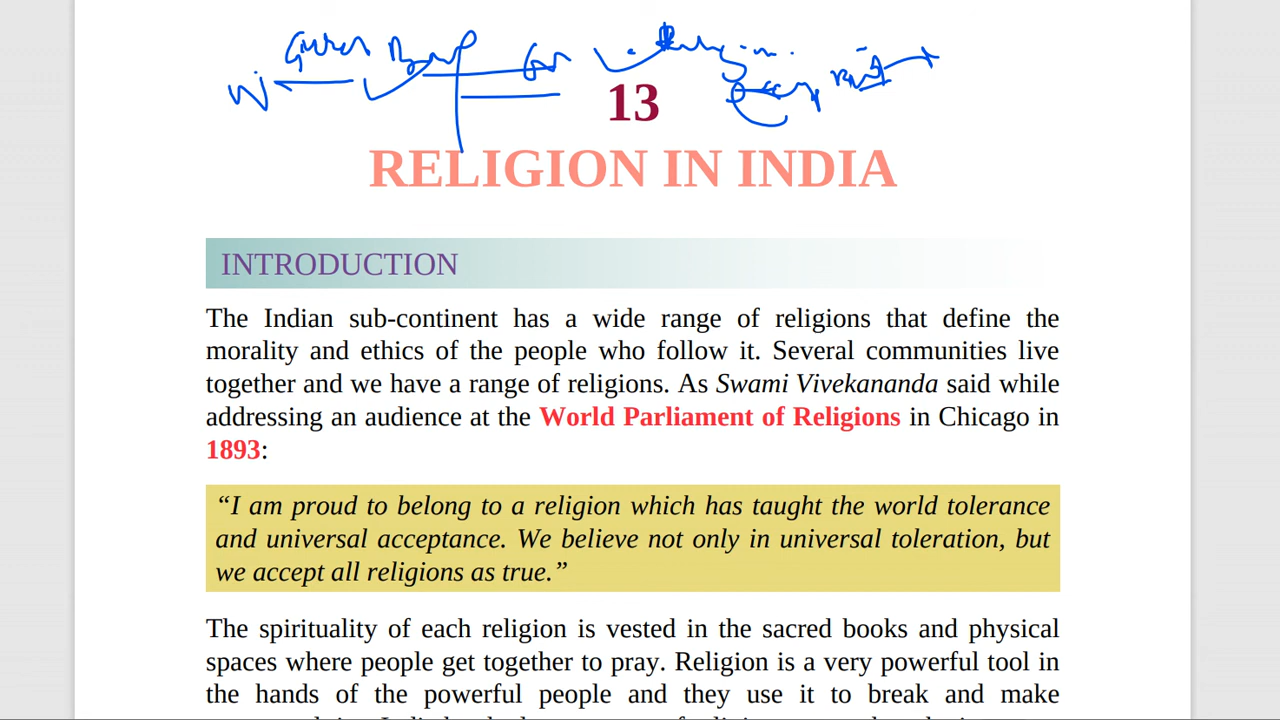 13
RELIGION IN INDIA
INTRODUCTION
The Indian sub-continent has a wide range of religions that define the
morality and ethics of the people who follow it. Several communities live
together and we have a range of religions. As Swami Vivekananda said while
addressing an audience at the World Parliament of Religions in Chicago in
1893:
“I am proud to belong to a religion which has taught the world tolerance
and universal acceptance. We believe not only in universal toleration, but
we accept all religions as true.”
The spirituality of each religion is vested in the sacred books and physical
spaces where people get together to pray. Religion is a very powerful tool in
the hands of the powerful people and they use it to break and make